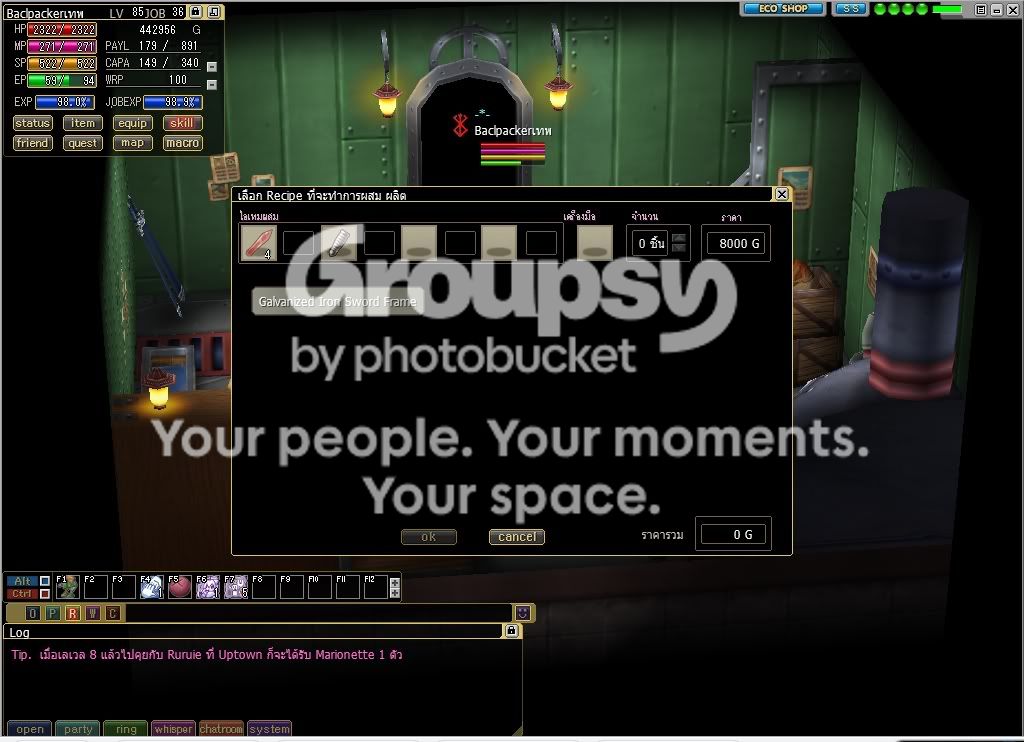 Baclpackerเทพ LV 85 JOB 36
HP 2322/ 2322 442956 G
MP 271/ 271 PAYL 179 / 891
SP 522/ 522 CAPA 149 / 340
EP 59/ 94 WRP 100
EXP 98.0% JOBEXP 98.9%
status item equip skill
friend quest map macro
ECO SHOP SS
Baclpackerเทพ
เลือก Recipe ที่จะทำการผสม ผลิต
ไอเทมผสม เครื่องมือ จำนวน ราคา
4 0 ชิ้น 8000 G
Galvanized Iron Sword Frame
Groupsy
by photobucket
Your people. Your moments.
Your space.
ok cancel ราคารวม 0 G
Alt F1 F2 F3 F4 F5 F6 F7 F8 F9 F10 F11 F12
Ctrl
O P R W C
Log
Tip. เมื่อเลเวล 8 แล้วไปคุยกับ Ruruie ที่ Uptown ก็จะได้รับ Marionette 1 ตัว
open party ring whisper chatroom system